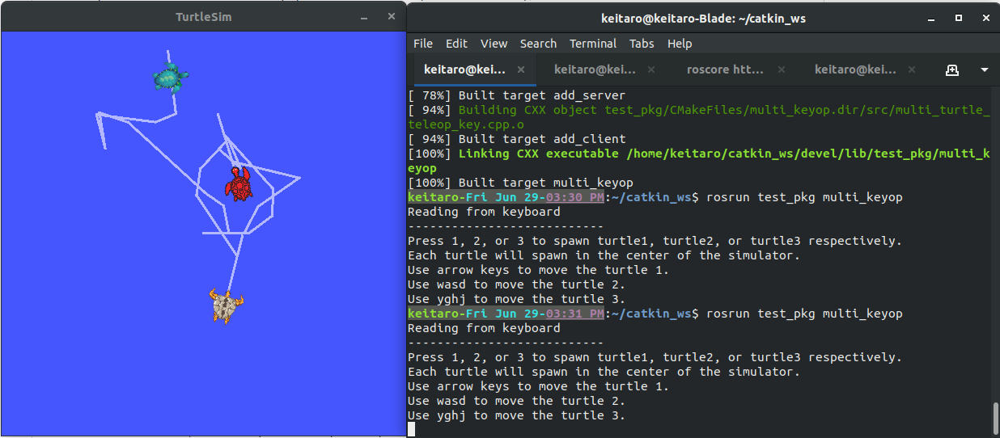 TurtleSim
keitaro@keitaro-Blade: ~/catkin_ws
File Edit View Search Terminal Tabs Help
keitaro@kei... keitaro@kei... roscore htt... keitaro@kei...
[ 78%] Built target add_server
[ 94%] Building CXX object test_pkg/CMakeFiles/multi_keyop.dir/src/multi_turtle_
teleop_key.cpp.o
[ 94%] Built target add_client
[100%] Linking CXX executable /home/keitaro/catkin_ws/devel/lib/test_pkg/multi_k
eyop
[100%] Built target multi_keyop
keitaro-Fri Jun 29-03:30 PM:~/catkin_ws$ rosrun test_pkg multi_keyop
Reading from keyboard
---------------------------
Press 1, 2, or 3 to spawn turtle1, turtle2, or turtle3 respectively.
Each turtle will spawn in the center of the simulator.
Use arrow keys to move the turtle 1.
Use wasd to move the turtle 2.
Use yghj to move the turtle 3.
keitaro-Fri Jun 29-03:31 PM:~/catkin_ws$ rosrun test_pkg multi_keyop
Reading from keyboard
---------------------------
Press 1, 2, or 3 to spawn turtle1, turtle2, or turtle3 respectively.
Each turtle will spawn in the center of the simulator.
Use arrow keys to move the turtle 1.
Use wasd to move the turtle 2.
Use yghj to move the turtle 3.